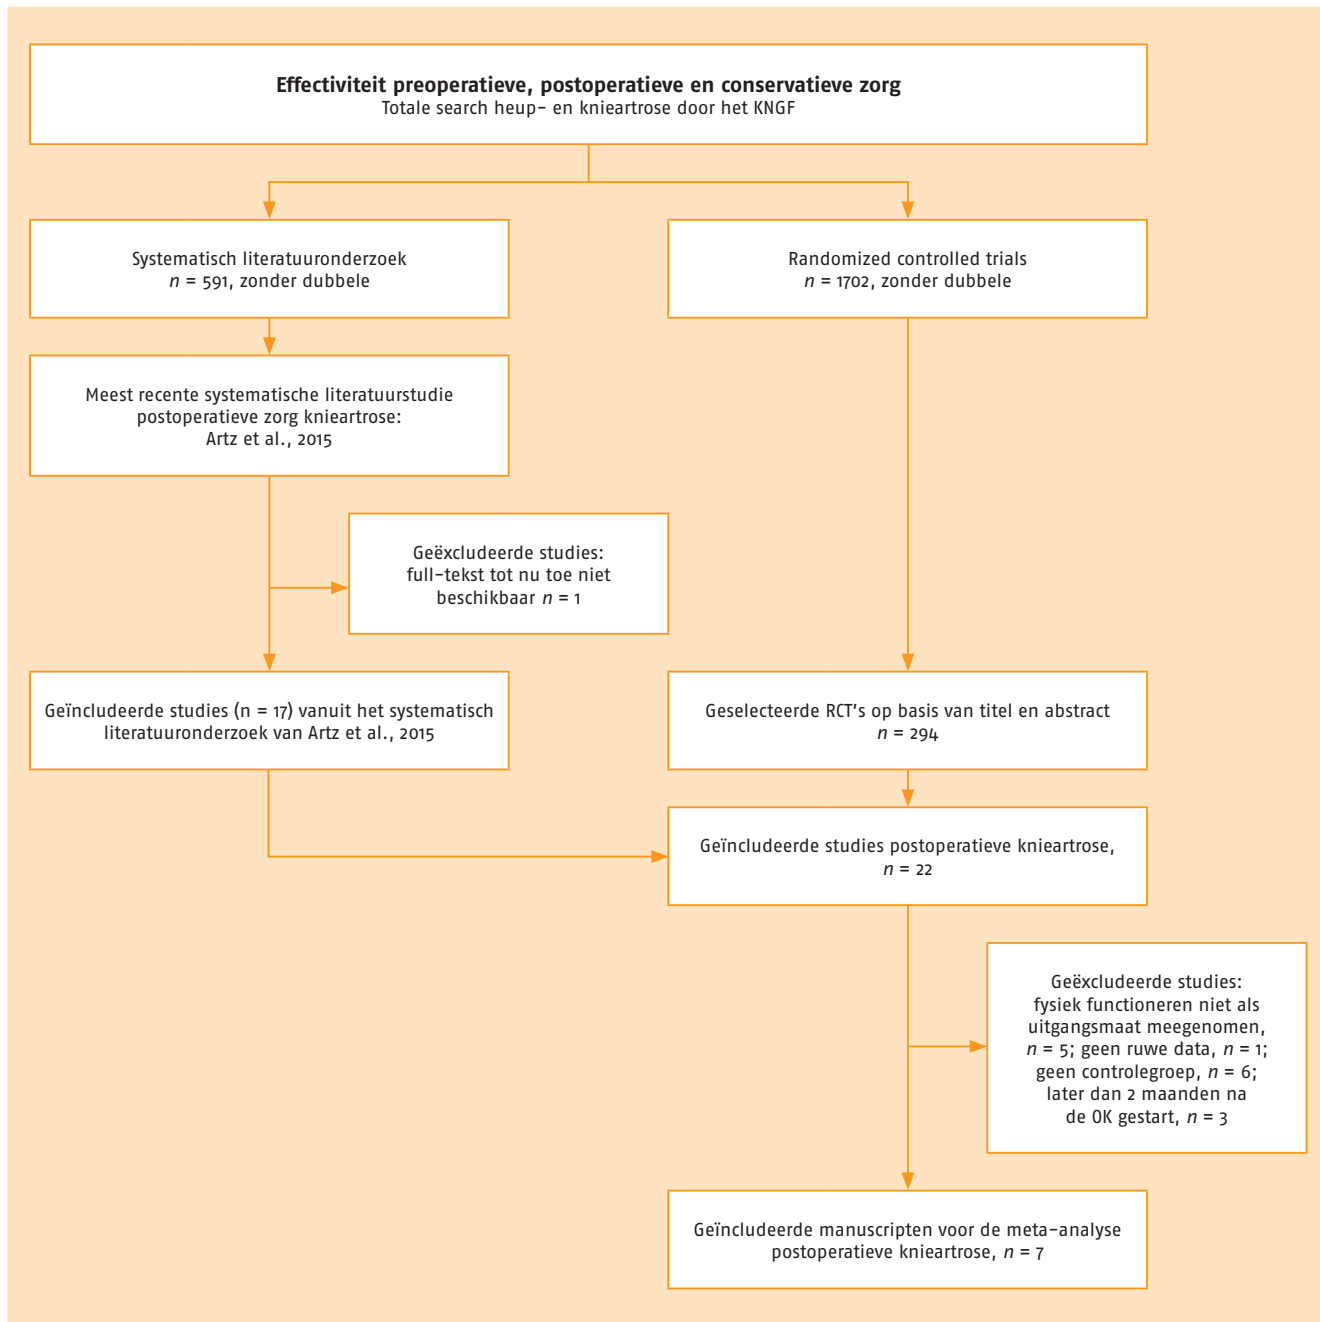 Effectiviteit preoperatieve, postoperatieve en conservatieve zorg
Totale search heup- en knieartrose door het KNGF
Systematisch literatuuronderzoek
n = 591, zonder dubbele
Randomized controlled trials
n = 1702, zonder dubbele
Meest recente systematische literatuurstudie
postoperatieve zorg knieartrose:
Artz et al., 2015
Geëxcludeerde studies:
full-tekst tot nu toe niet
beschikbaar n = 1
Geïncludeerde studies (n = 17) vanuit het systematisch
literatuuronderzoek van Artz et al., 2015
Geselecteerde RCT's op basis van titel en abstract
n = 294
Geïncludeerde studies postoperatieve knieartrose,
n = 22
Geëxcludeerde studies:
fysiek functioneren niet als
uitgangsmaat meegenomen,
n = 5; geen ruwe data, n = 1;
geen controlegroep, n = 6;
later dan 2 maanden na
de OK gestart, n = 3
Geïncludeerde manuscripten voor de meta-analyse
postoperatieve knieartrose, n = 7